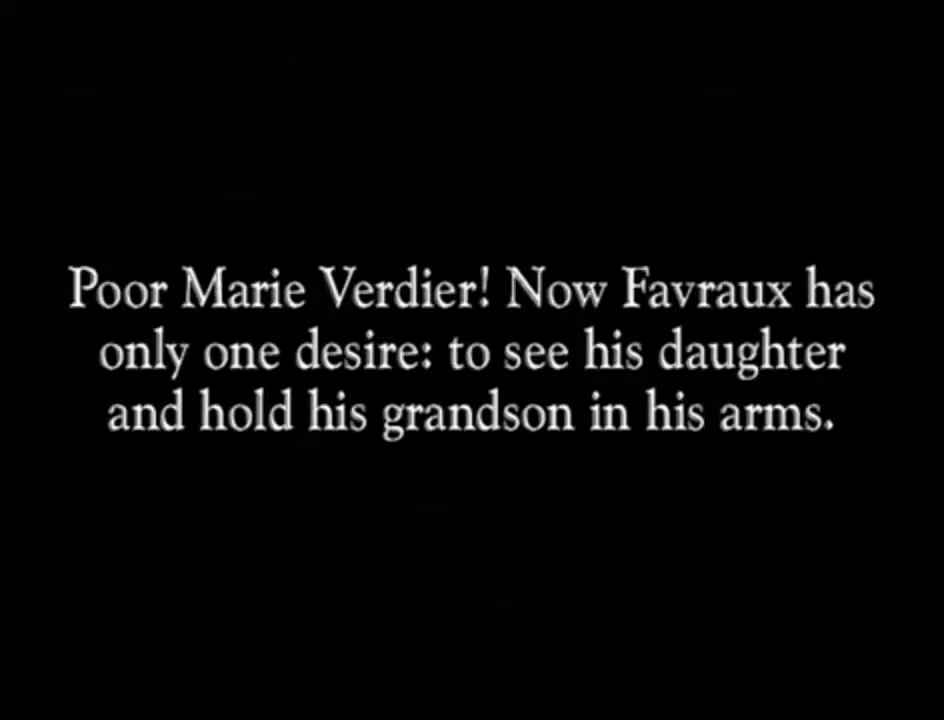 Poor Marie Verdier! Now Favraux has
only one desire: to see his daughter
and hold his grandson in his arms.